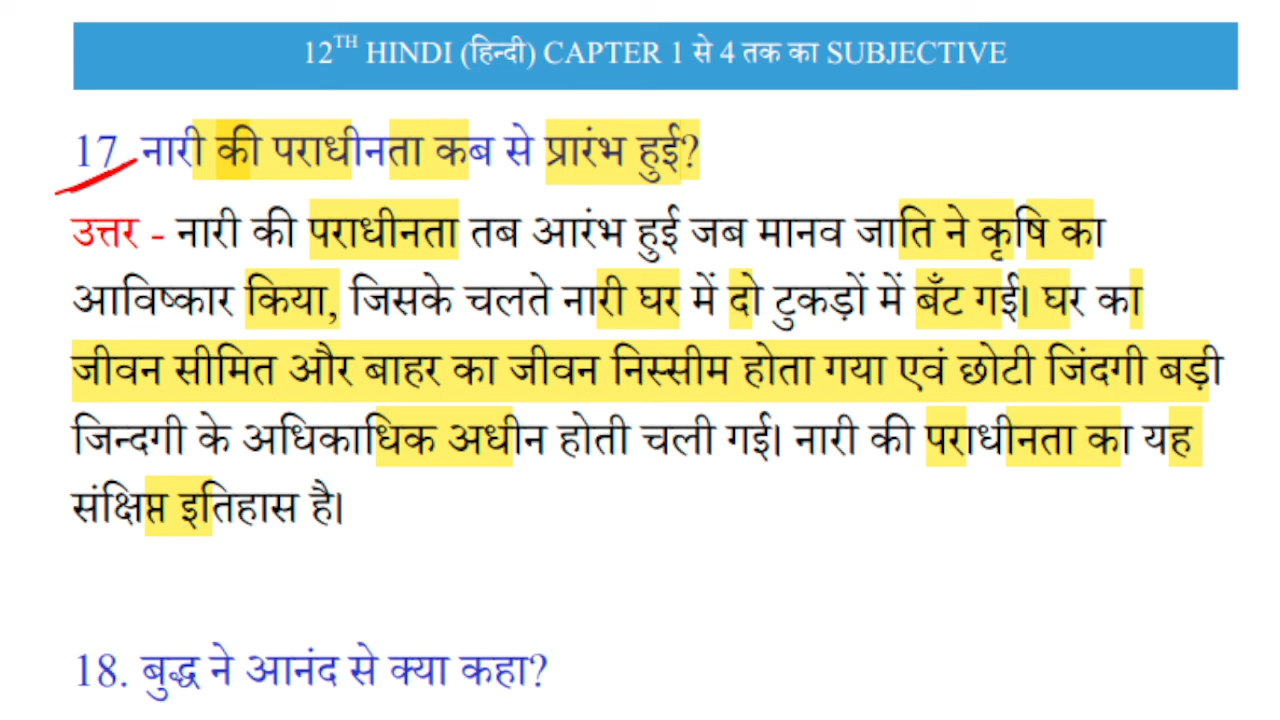 12TH HINDI (हिन्दी) CAPTER 1 से 4 तक का SUBJECTIVE
17. नारी की पराधीनता कब से प्रारंभ हुई?
उत्तर - नारी की पराधीनता तब आरंभ हुई जब मानव जाति ने कृषि का
आविष्कार किया, जिसके चलते नारी घर में दो टुकड़ों में बँट गई। घर का
जीवन सीमित और बाहर का जीवन निस्सीम होता गया एवं छोटी जिंदगी बड़ी
जिन्दगी के अधिकाधिक अधीन होती चली गई। नारी की पराधीनता का यह
संक्षिप्त इतिहास है।
18. बुद्ध ने आनंद से क्या कहा?